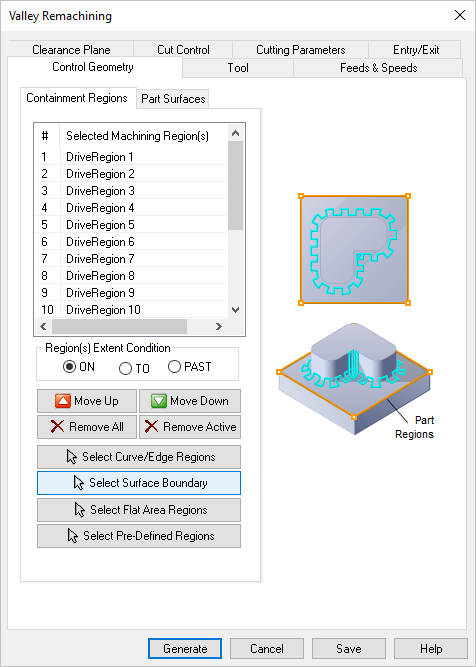 Valley Remachining
Clearance Plane Cut Control Cutting Parameters Entry/Exit
Control Geometry Tool Feeds & Speeds
Containment Regions Part Surfaces
# Selected Machining Region(s)
1 DriveRegion 1
2 DriveRegion 2
3 DriveRegion 3
4 DriveRegion 4
5 DriveRegion 5
6 DriveRegion 6
7 DriveRegion 7
8 DriveRegion 8
9 DriveRegion 9
10 DriveRegion 10
Region(s) Extent Condition
ON TO PAST
Move Up Move Down
Remove All Remove Active
Select Curve/Edge Regions
Select Surface Boundary
Select Flat Area Regions
Select Pre-Defined Regions
Part
Regions
Generate Cancel Save Help